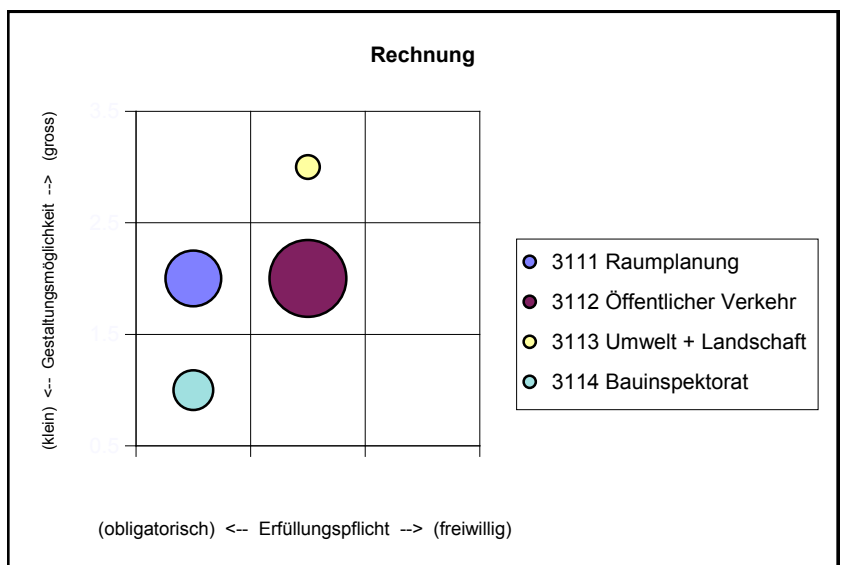 Rechnung
3.5
2.5
1.5
0.5
(klein) <-- Gestaltungsmöglichkeit --> (gross)
3111 Raumplanung
3112 Öffentlicher Verkehr
3113 Umwelt + Landschaft
3114 Bauinspektorat
(obligatorisch) <-- Erfüllungspflicht --> (freiwillig)